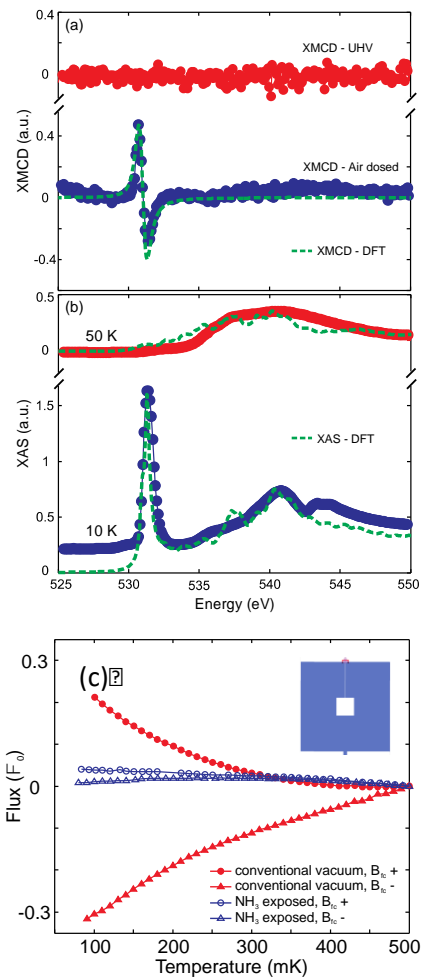 (a)
XMCD - UHV
0
0.4
XMCD - Air dosed
0
XMCD (a.u.)
-0.4
XMCD - DFT
(b)
0.5
50 K
0
1.5
XAS - DFT
1
XAS (a.u.)
0.5
10 K
0
525 530 535 540 545 550
Energy (eV)
0.3
(c)
Flux (F₀)
0
conventional vacuum, Bfc +
conventional vacuum, Bfc -
NH₃ exposed, Bfc +
NH₃ exposed, Bfc -
-0.3
100 200 300 400 500
Temperature (mK)